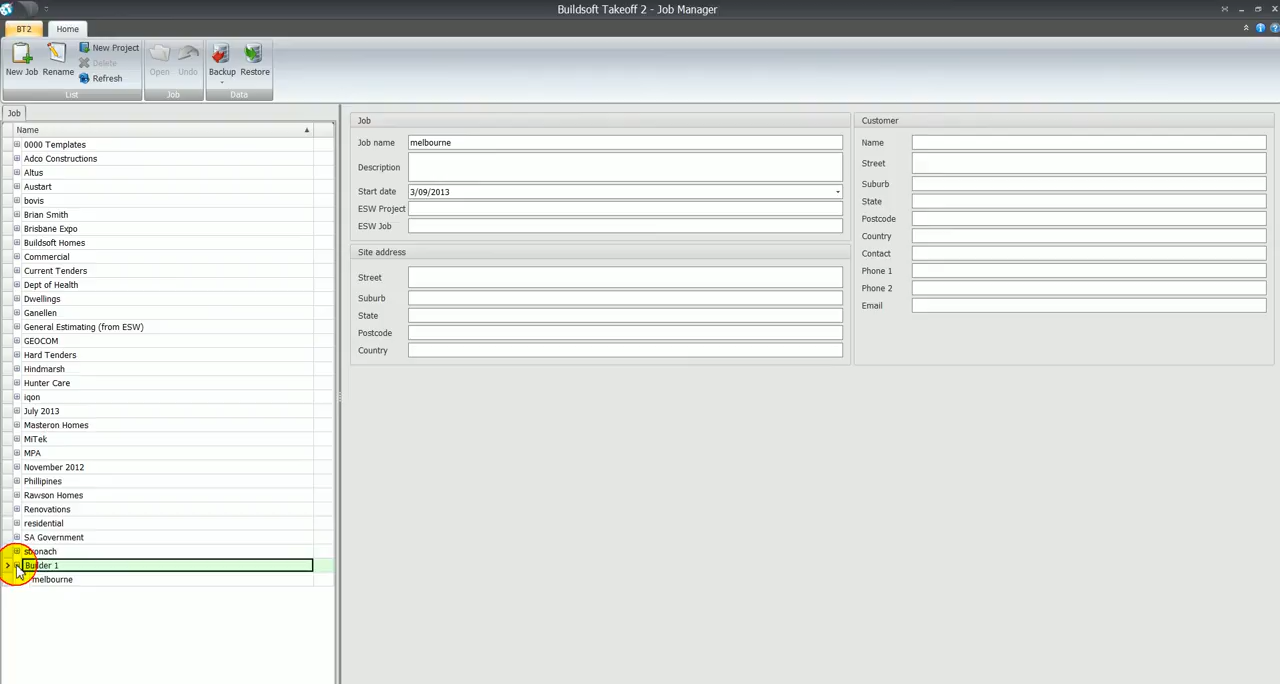 Buildsoft Takeoff 2 - Job Manager
BT2
Home
New Job
Rename
New Project
Delete
Refresh
List
Open
Undo
Job
Backup
Restore
Data
Job
Name
0000 Templates
Adco Constructions
Altus
Austart
bovis
Brian Smith
Brisbane Expo
Buildsoft Homes
Commercial
Current Tenders
Dept of Health
Dwellings
Ganellen
General Estimating (from ESW)
GEOCOM
Hard Tenders
Hindmarsh
Hunter Care
iqon
July 2013
Masteron Homes
MiTek
MPA
November 2012
Phillipines
Rawson Homes
Renovations
residential
SA Government
stronach
Builder 1
melbourne
Job
Job name melbourne
Description
Start date 3/09/2013
ESW Project
ESW Job
Site address
Street
Suburb
State
Postcode
Country
Customer
Name
Street
Suburb
State
Postcode
Country
Contact
Phone 1
Phone 2
Email